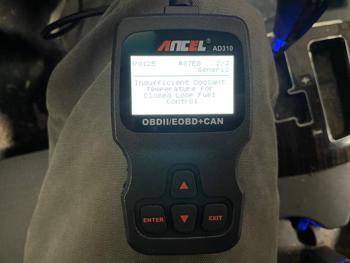 ANCEL
AD310
P0125 $07E8 2/2
Generic
Insufficient Coolant
Temperature for
Closed Loop Fuel
Control
OBDII/EOBD+CAN
ENTER
EXIT